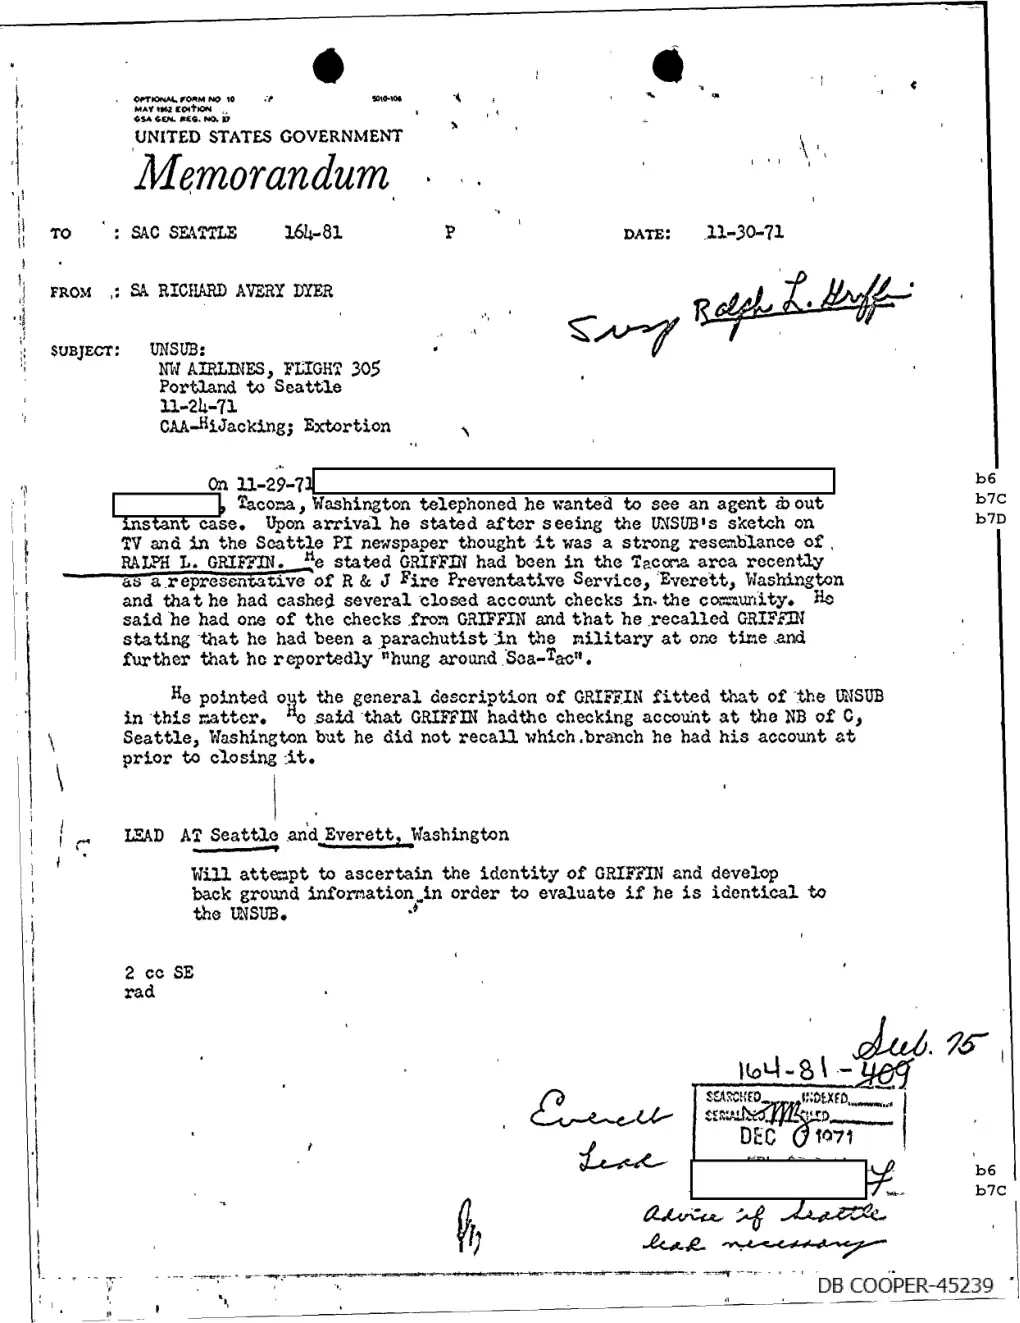 OPTIONAL FORM NO 10 5010-106
MAY 1962 EDITION
GSA GEN. REG. NO. 27
UNITED STATES GOVERNMENT
Memorandum
TO : SAC SEATTLE 164-81 P DATE: 11-30-71
FROM : SA RICHARD AVERY DYER
Susp Ralph L. Griffin
SUBJECT: UNSUB:
NW AIRLINES, FLIGHT 305
Portland to Seattle
11-24-71
CAA-HiJacking; Extortion
On 11-29-71
b6
, Tacoma, Washington telephoned he wanted to see an agent about
b7C
instant case. Upon arrival he stated after seeing the UNSUB's sketch on
b7D
TV and in the Seattle PI newspaper thought it was a strong resemblance of
RALPH L. GRIFFIN. He stated GRIFFIN had been in the Tacoma area recently
as a representative of R & J Fire Preventative Service, Everett, Washington
and that he had cashed several closed account checks in the community. He
said he had one of the checks from GRIFFIN and that he recalled GRIFFIN
stating that he had been a parachutist in the military at one time and
further that he reportedly "hung around Sea-Tac".
He pointed out the general description of GRIFFIN fitted that of the UNSUB
in this matter. He said that GRIFFIN hadthe checking account at the NB of C,
Seattle, Washington but he did not recall which branch he had his account at
prior to closing it.
LEAD AT Seattle and Everett, Washington
Will attempt to ascertain the identity of GRIFFIN and develop
back ground information in order to evaluate if he is identical to
the UNSUB.
2 cc SE
rad
Sub. 75
164-81-409
SEARCHED INDEXED
SERIALIZED FILED
DEC 1971
Everett
Lead
b6
b7C
Advise if Seattle
lead necessary
DB COOPER-45239